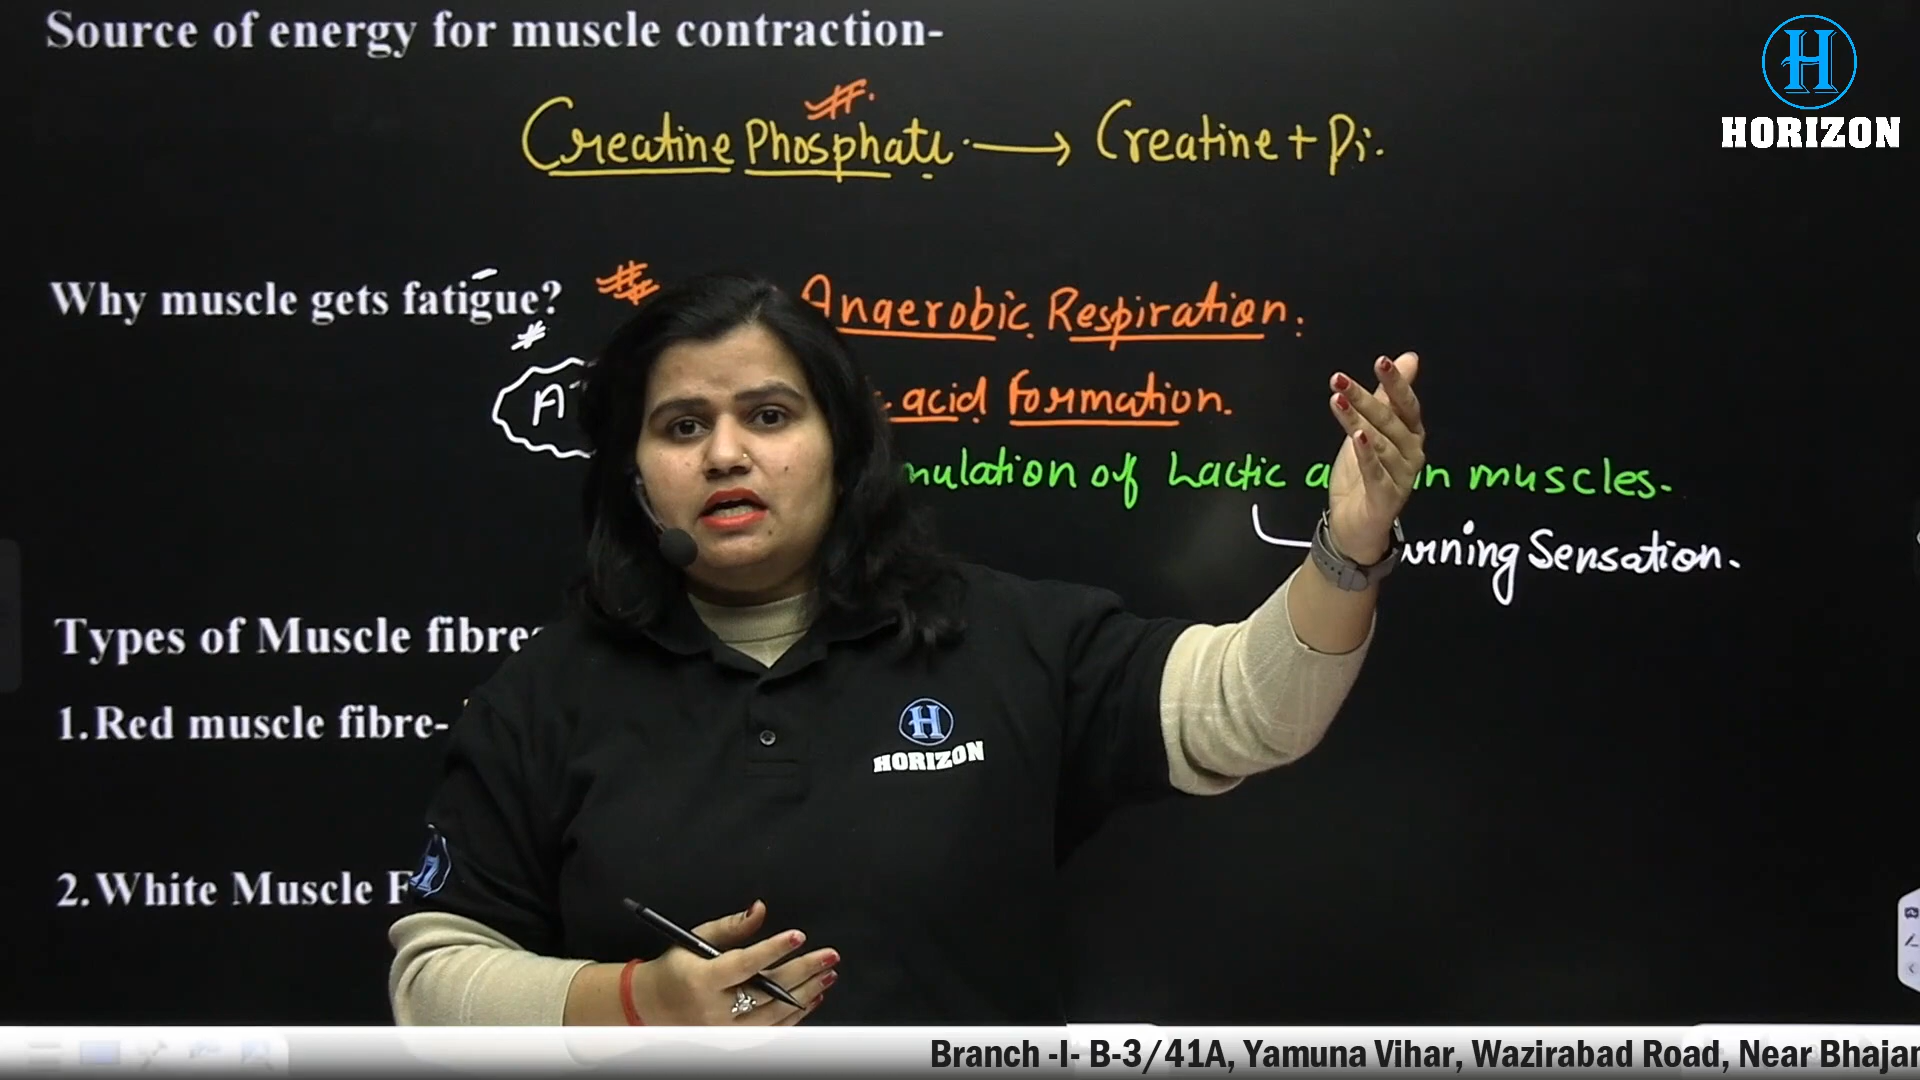 Source of energy for muscle contraction-
H
HORIZON
Creatine Phosphate. → Creatine + Pi.
Why muscle gets fatigue?
Anaerobic Respiration.
acid Formation.
mulation of Lactic a in muscles.
urning Sensation.
Types of Muscle fibre
1. Red muscle fibre-
H
HORIZON
2. White Muscle F
Branch -I- B-3/41A, Yamuna Vihar, Wazirabad Road, Near Bhajan